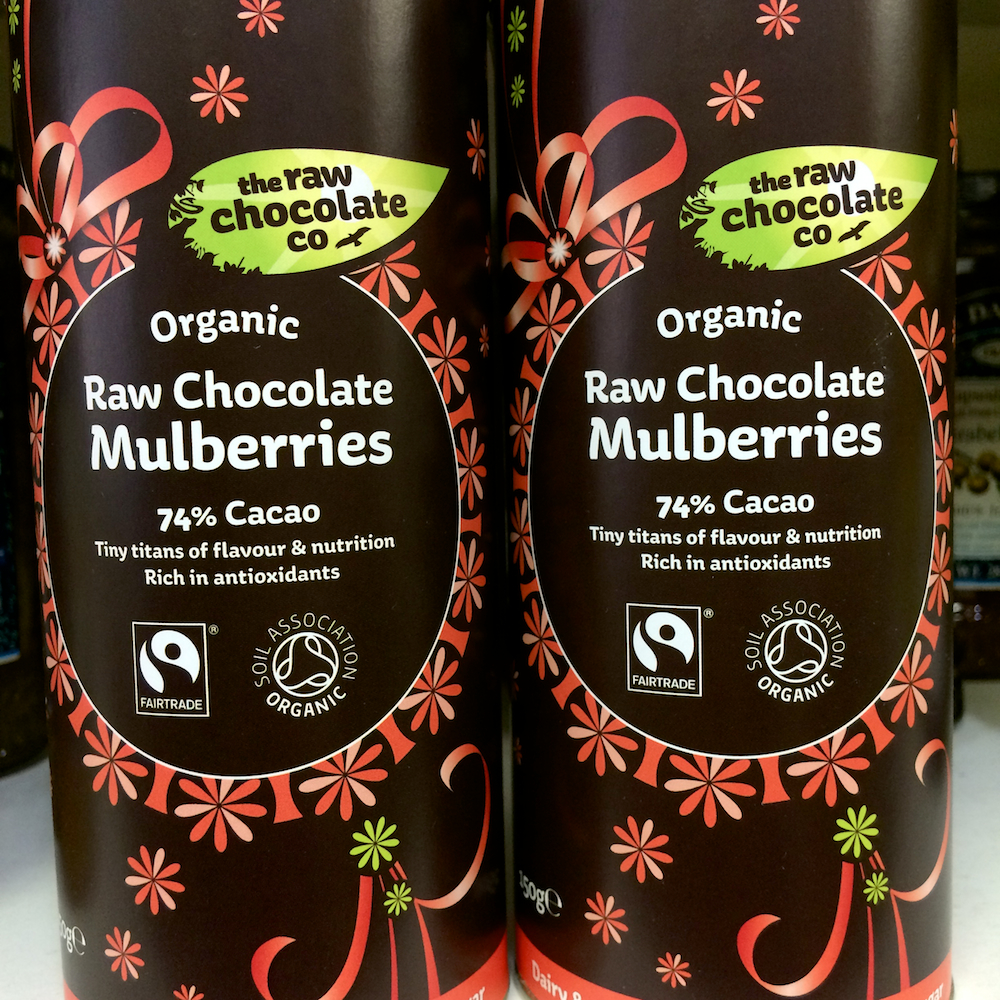 the raw
chocolate
co
Organic
Raw Chocolate
Mulberries
74% Cacao
Tiny titans of flavour & nutrition
Rich in antioxidants
FAIRTRADE
®
SOIL ASSOCIATION
ORGANIC
the raw
chocolate
co
Organic
Raw Chocolate
Mulberries
74% Cacao
Tiny titans of flavour & nutrition
Rich in antioxidants
FAIRTRADE
®
SOIL ASSOCIATION
ORGANIC
Dairy &